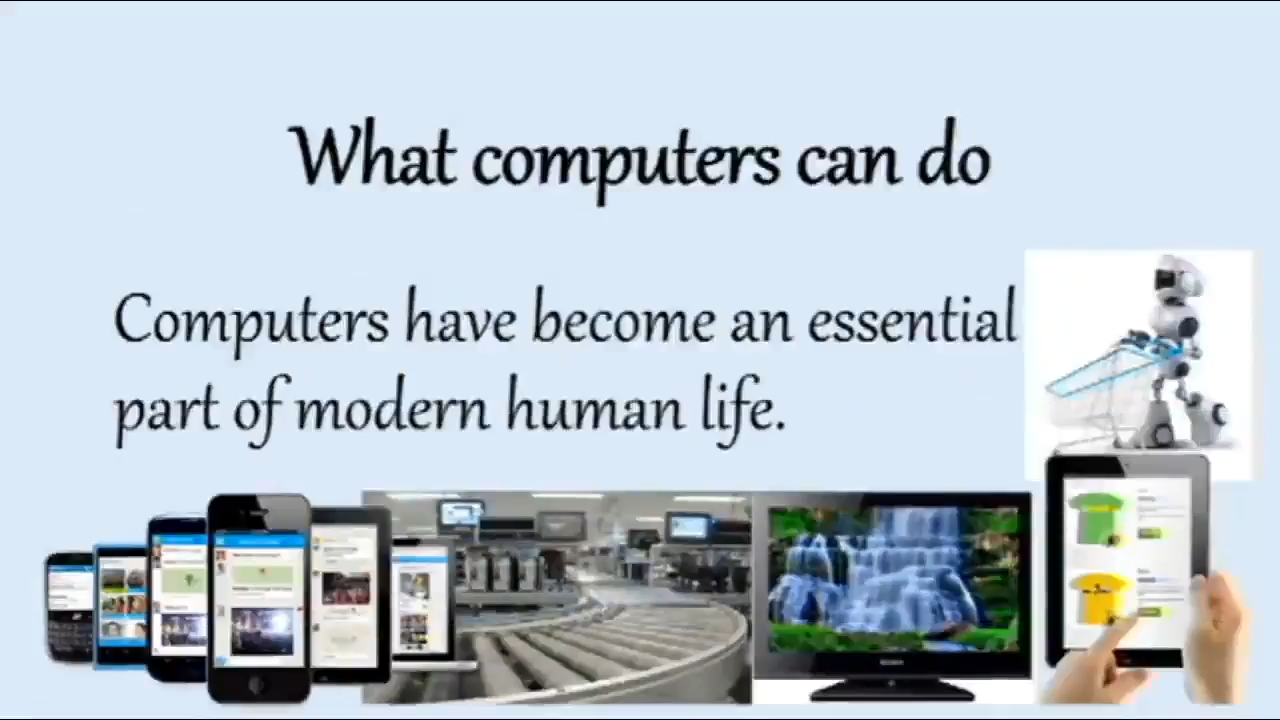 What computers can do
Computers have become an essential
part of modern human life.